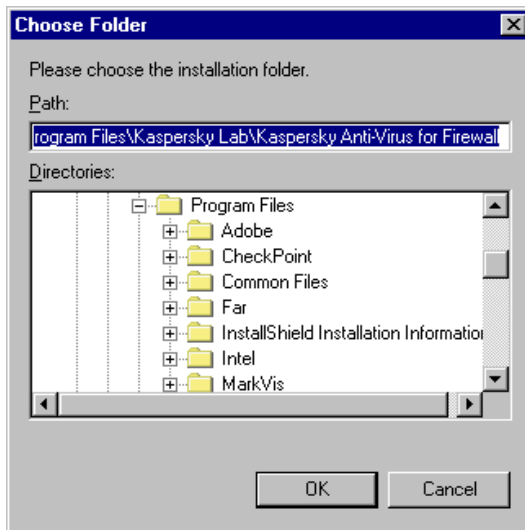 Choose Folder
Please choose the installation folder.
Path:
rogram Files\Kaspersky Lab\Kaspersky Anti-Virus for Firewall
Directories:
Program Files
Adobe
CheckPoint
Common Files
Far
InstallShield Installation Informatio
Intel
MarkVis
OK Cancel